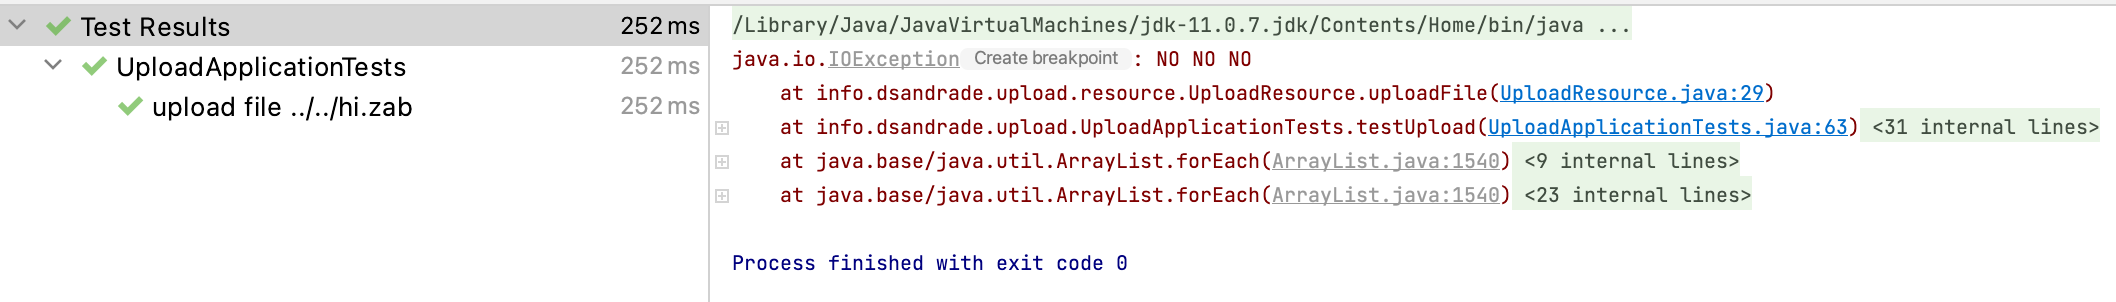 Test Results 252 ms
UploadApplicationTests 252 ms
upload file ../../hi.zab 252 ms
/Library/Java/JavaVirtualMachines/jdk-11.0.7.jdk/Contents/Home/bin/java ...
java.io.IOException Create breakpoint : NO NO NO
at info.dsandrade.upload.resource.UploadResource.uploadFile(UploadResource.java:29)
at info.dsandrade.upload.UploadApplicationTests.testUpload(UploadApplicationTests.java:63) <31 internal lines>
at java.base/java.util.ArrayList.forEach(ArrayList.java:1540) <9 internal lines>
at java.base/java.util.ArrayList.forEach(ArrayList.java:1540) <23 internal lines>
Process finished with exit code 0